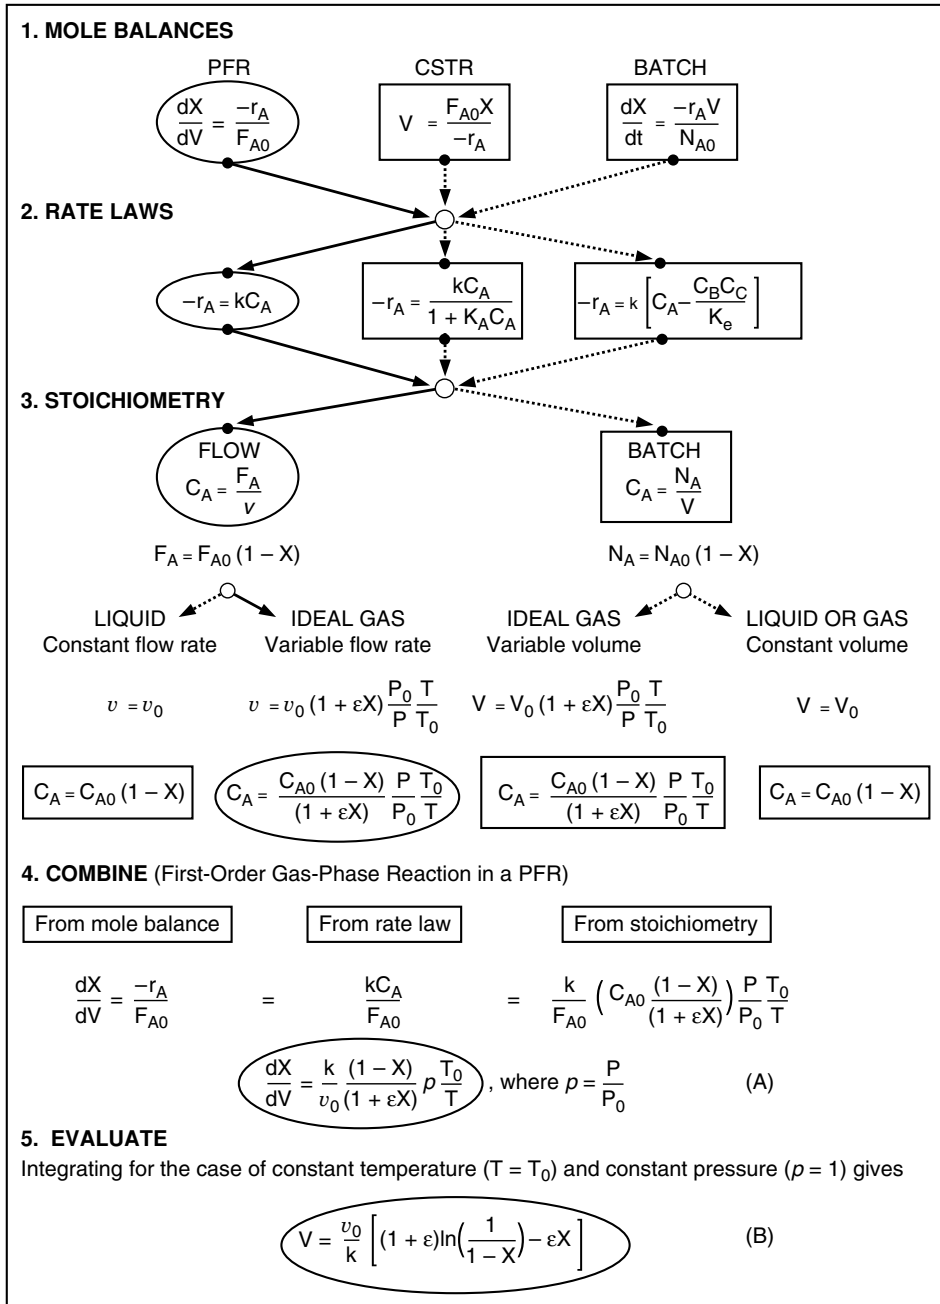 1. MOLE BALANCES
PFR CSTR BATCH
dX/dV = –r_A/F_A0 V = F_A0 X/–r_A dX/dt = –r_A V/N_A0
2. RATE LAWS
–r_A = kC_A –r_A = kC_A/(1 + K_A C_A) –r_A = k [C_A – C_B C_C/K_e]
3. STOICHIOMETRY
FLOW BATCH
C_A = F_A/v C_A = N_A/V
F_A = F_A0 (1 – X) N_A = N_A0 (1 – X)
LIQUID IDEAL GAS IDEAL GAS LIQUID OR GAS
Constant flow rate Variable flow rate Variable volume Constant volume
υ = υ_0 υ = υ_0 (1 + εX) P_0/P T/T_0 V = V_0 (1 + εX) P_0/P T/T_0 V = V_0
C_A = C_A0 (1 – X) C_A = C_A0 (1 – X)/(1 + εX) P/P_0 T_0/T C_A = C_A0 (1 – X)/(1 + εX) P/P_0 T_0/T C_A = C_A0 (1 – X)
4. COMBINE (First-Order Gas-Phase Reaction in a PFR)
From mole balance From rate law From stoichiometry
dX/dV = –r_A/F_A0 = kC_A/F_A0 = k/F_A0 (C_A0 (1 – X)/(1 + εX)) P/P_0 T_0/T
dX/dV = k/υ_0 (1 – X)/(1 + εX) p T_0/T , where p = P/P_0 (A)
5. EVALUATE
Integrating for the case of constant temperature (T = T_0) and constant pressure (p = 1) gives
V = υ_0/k [(1 + ε)ln(1/(1 – X)) – εX] (B)